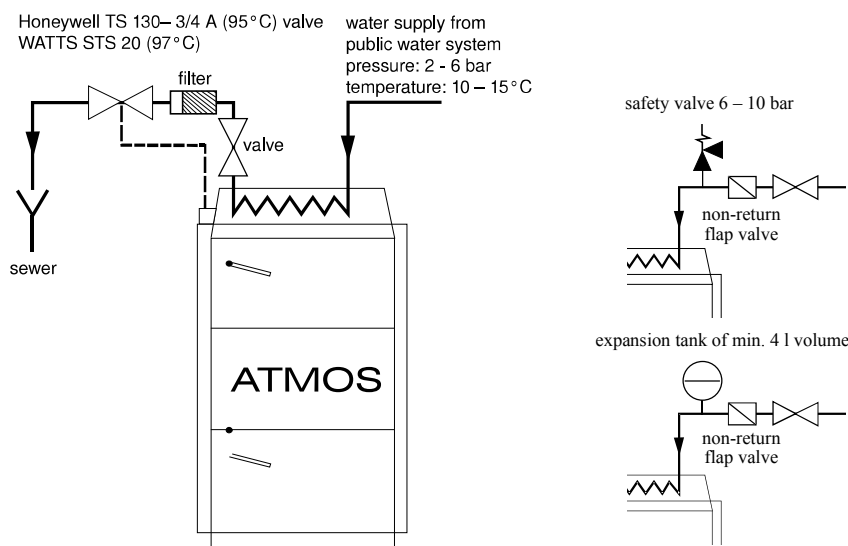 Honeywell TS 130– 3/4 A (95°C) valve
WATTS STS 20 (97°C)
water supply from
public water system
pressure: 2 - 6 bar
temperature: 10 – 15°C
filter
valve
sewer
ATMOS
safety valve 6 – 10 bar
non-return
flap valve
expansion tank of min. 4 l volume
non-return
flap valve